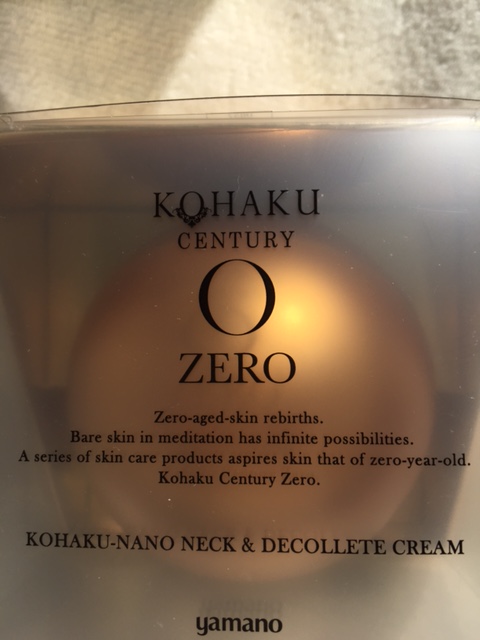 KOHAKU
CENTURY
0
ZERO
Zero-aged-skin rebirths.
Bare skin in meditation has infinite possibilities.
A series of skin care products aspires skin that of zero-year-old.
Kohaku Century Zero.
KOHAKU-NANO NECK & DECOLLETE CREAM
yamano